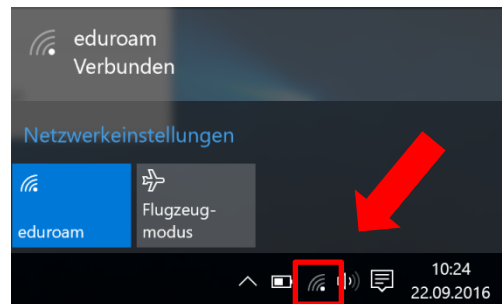 eduroam
Verbunden
Netzwerkeinstellungen
eduroam
Flugzeug-
modus
10:24
22.09.2016